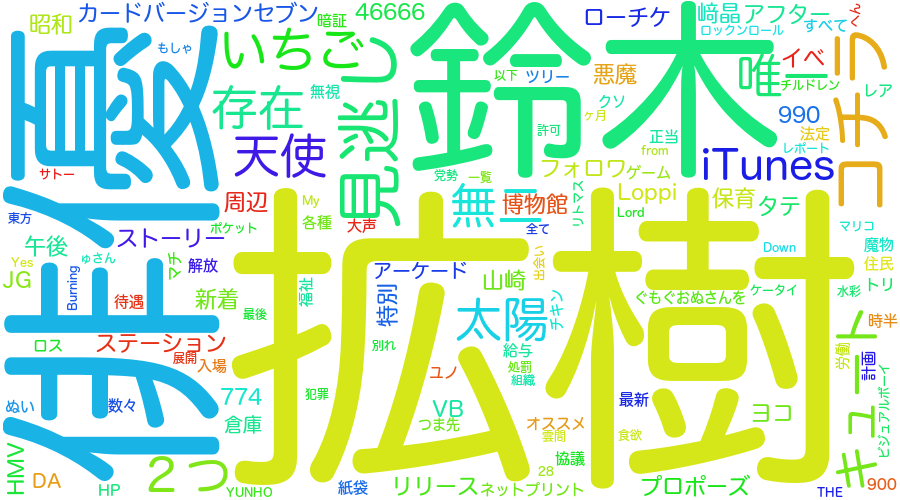 昭和
カードバージョンセブン
暗証
46666
ローチケ
崎晶
アフター
ロックンロール
すべて
憂
もしゃ
いちご
見逃し
鈴木
以下
ツリー
悪魔
クソ
ヶ月
唯一
イベ
チルドレン
コチラ
レア
存在
無視
許可
正当
990
法定
レポート
サトー
天使
党勢
一覧
フォロワ
ゲーム
from
iTunes
東方
俳
周辺
My
各種
大声
無二
博物館
リトマス
Loppi
Lord
保育
タテ
ポケット
全て
マリコ
午後
ストーリー
Yes
ゅさん
マチ
解放
JG
Burning
待遇
新着
最後
福祉
拡樹
アーケード
特別
山崎
出会い
Down
魔物
住民
ぐもぐおぬさんを
ケータイ
水彩
トリ
太陽
チキン
キュート
時半
ロス
ステーション
展開
入場
別れ
給与
処罰
組織
労働
計画
ビジュアルボーイ
ユノ
774
犯罪
ぬい
数々
倉庫
VB
つま先
オススメ
雲間
最新
食欲
ヨコ
HMV
DA
HP
2つ
YUNHO
紙袋
リリース
ネットプリント
28
協議
プロポーズ
THE
900